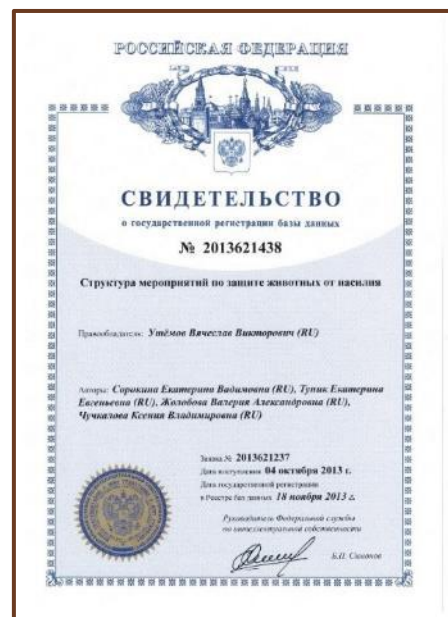 РОССИЙСКАЯ ФЕДЕРАЦИЯ
СВИДЕТЕЛЬСТВО
о государственной регистрации базы данных
№ 2013621438
Структура мероприятий по защите животных от насилия
Правообладатель: Утёмов Вячеслав Викторович (RU)
Авторы: Сорокина Екатерина Вадимовна (RU), Тупик Екатерина
Евгеньевна (RU), Жолобова Валерия Александровна (RU),
Чучкалова Ксения Владимировна (RU)
Заявка № 2013621237
Дата поступления 04 октября 2013 г.
Дата государственной регистрации
в Реестре баз данных 18 ноября 2013 г.
Руководитель Федеральной службы
по интеллектуальной собственности
Б.П. Симонов